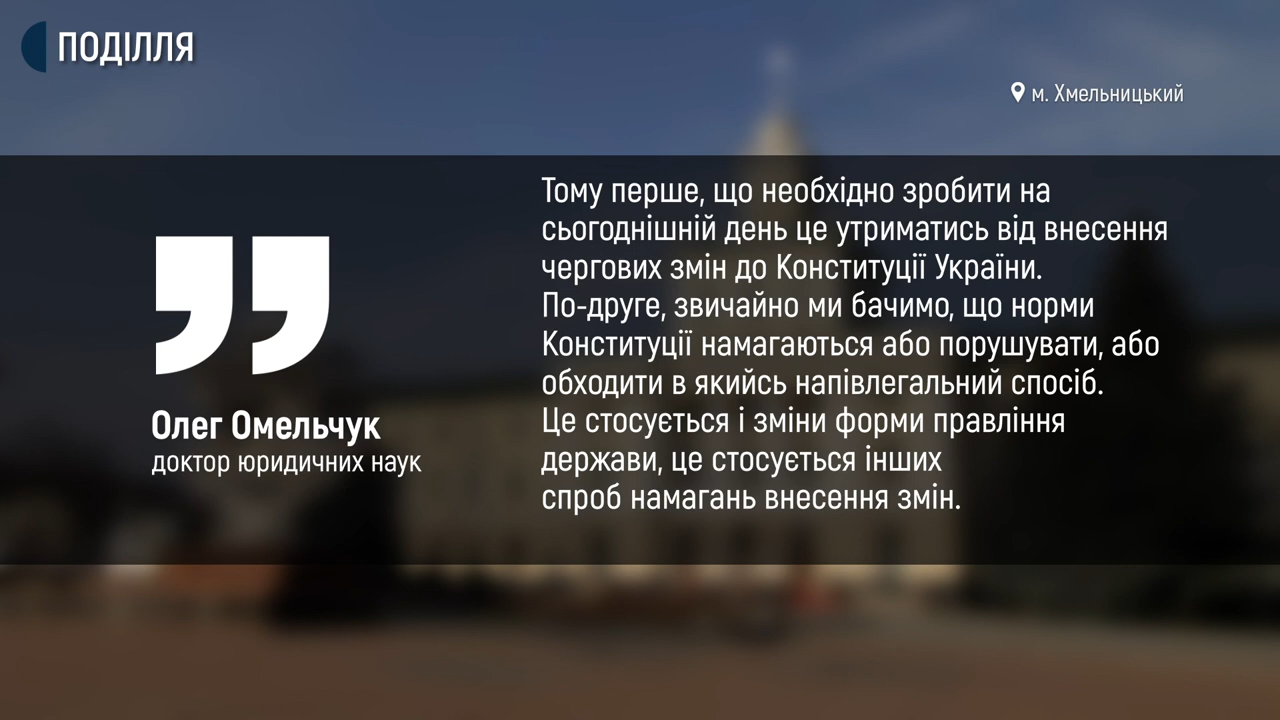 ПОДІЛЛЯ
м. Хмельницький
Тому перше, що необхідно зробити на
сьогоднішній день це утриматись від внесення
чергових змін до Конституції України.
По-друге, звичайно ми бачимо, що норми
Конституції намагаються або порушувати, або
обходити в якийсь напівлегальний спосіб.
Це стосується і зміни форми правління
держави, це стосується інших
спроб намагань внесення змін.
Олег Омельчук
доктор юридичних наук